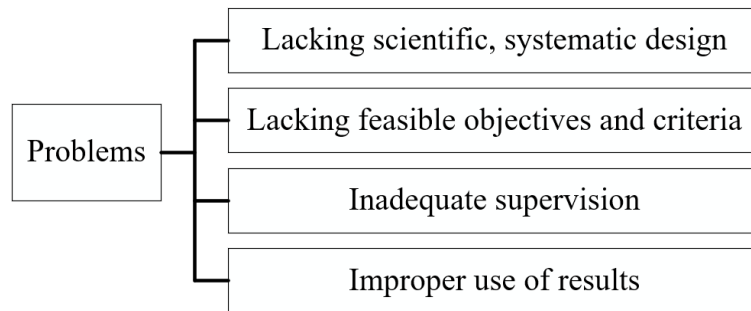 Problems
Lacking scientific, systematic design
Lacking feasible objectives and criteria
Inadequate supervision
Improper use of results